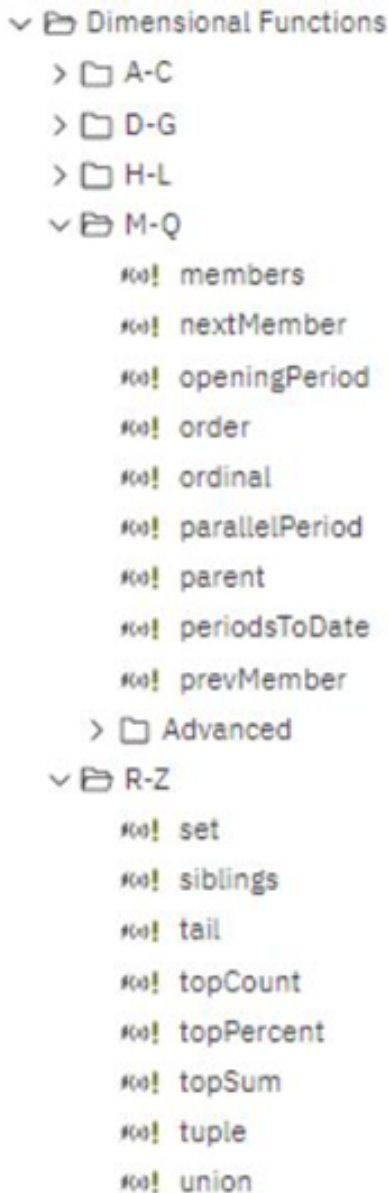 Dimensional Functions
A-C
D-G
H-L
M-Q
f(x)! members
f(x)! nextMember
f(x)! openingPeriod
f(x)! order
f(x)! ordinal
f(x)! parallelPeriod
f(x)! parent
f(x)! periodsToDate
f(x)! prevMember
Advanced
R-Z
f(x)! set
f(x)! siblings
f(x)! tail
f(x)! topCount
f(x)! topPercent
f(x)! topSum
f(x)! tuple
f(x)! union